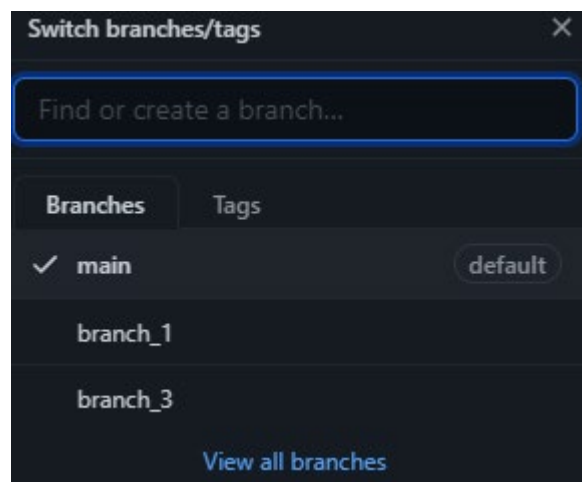 Switch branches/tags
Find or create a branch...
Branches Tags
main default
branch_1
branch_3
View all branches